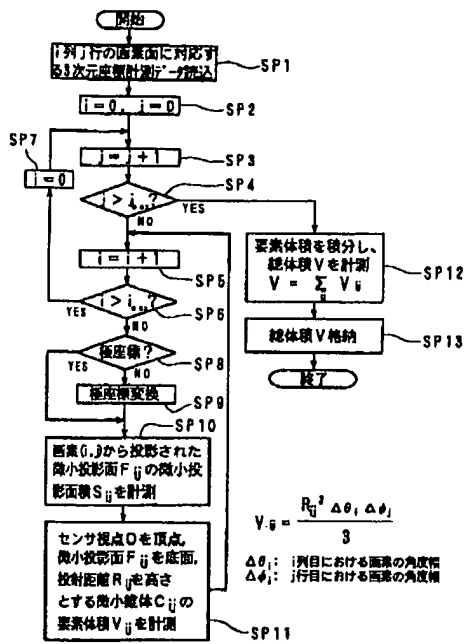 開始
i列j行の画素面に対応す
る3次元座標計測データ読込
SP1
i=0, j=0
SP2
SP7
i=0
j=j+1
SP3
SP4
YES
NO
i=i+1
SP5
YES
SP6
NO
極座標?
SP8
YES
NO
極座標変換
SP9
SP10
画素(i,j)から投影された
微小投影面Fijの微小投
影面積Sijを計測
センサ視点Oを頂点,
微小投影面Fijを底面,
投射距離Rijを高さ
とする微小錐体Cijの
要素体積Vijを計測
SP11
要素体積を積分し、
総体積Vを計測
V = Σij Vij
SP12
総体積V格納
SP13
終了
Vij = Rij³ Δθi Δφj / 3
Δθi: i列目における画素の角度幅
Δφj: j行目における画素の角度幅